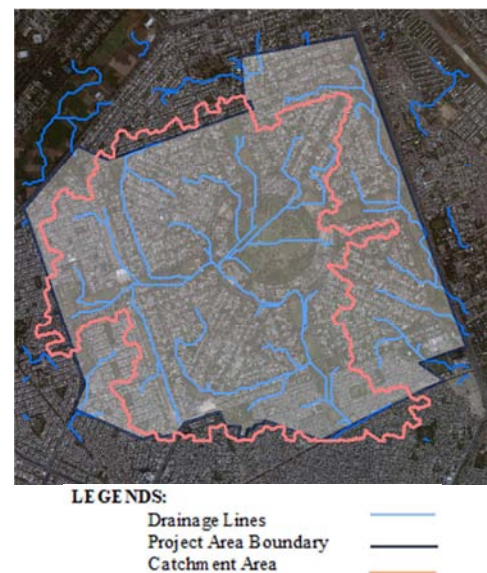 LEGENDS:
Drainage Lines
Project Area Boundary
Catchment Area